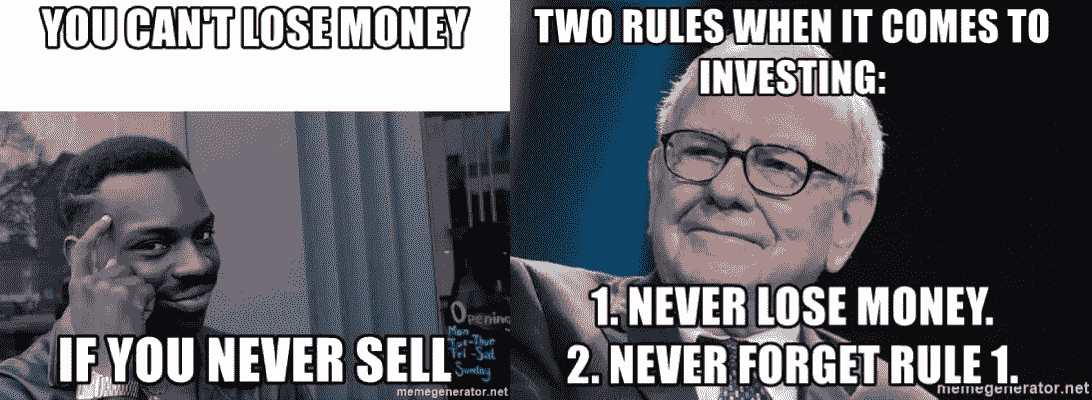 YOU CAN'T LOSE MONEY
Opening
Mon
Tue-Thur
Fri - Sat
Sunday
IF YOU NEVER SELL
memegenerator.net
TWO RULES WHEN IT COMES TO
INVESTING:
1. NEVER LOSE MONEY.
2. NEVER FORGET RULE 1.
memegenerator.net